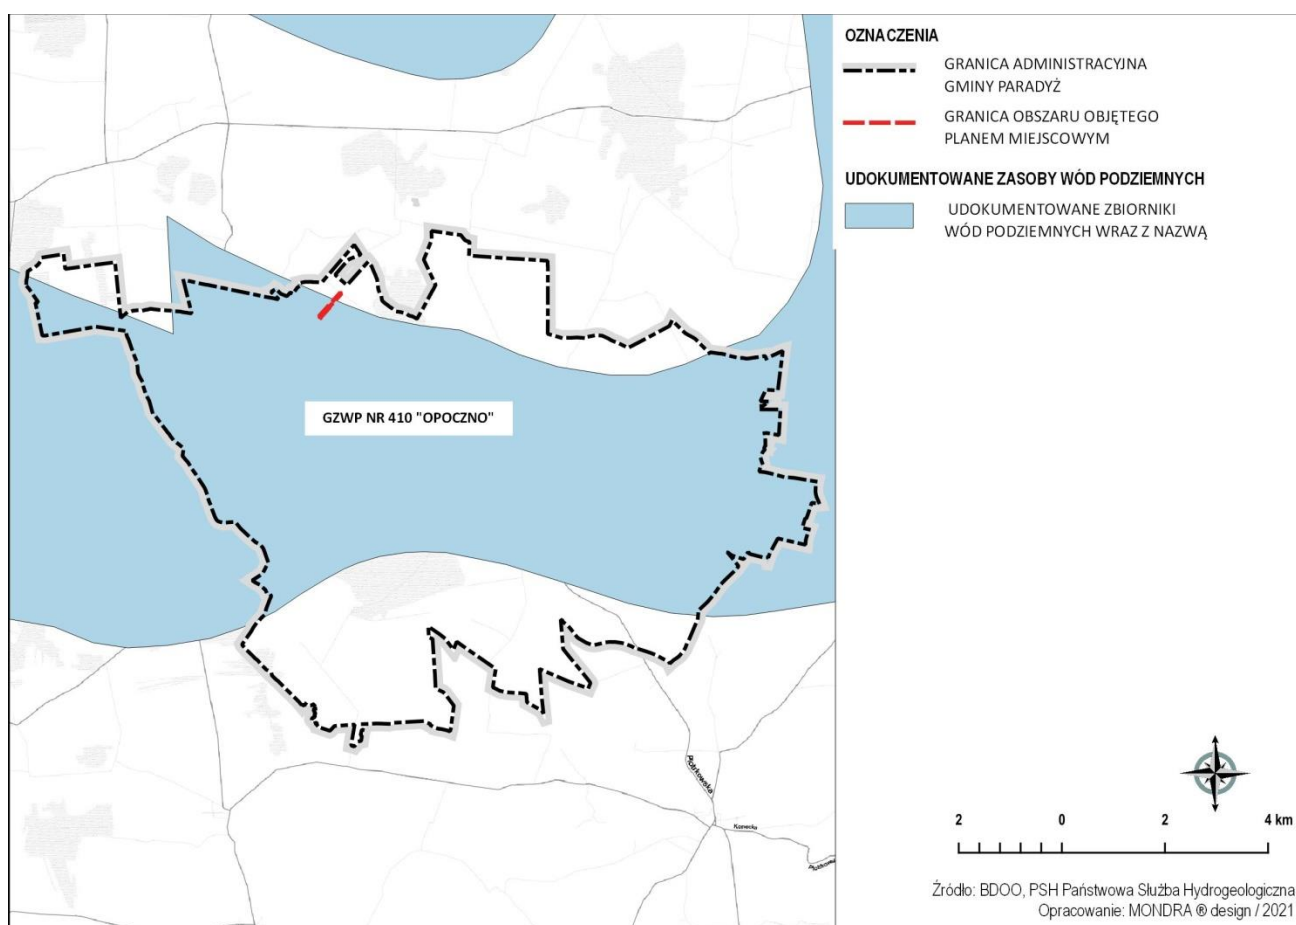 OZNACZENIA
GRANICA ADMINISTRACYJNA
GMINY PARADYŻ
GRANICA OBSZARU OBJĘTEGO
PLANEM MIEJSCOWYM
UDOKUMENTOWANE ZASOBY WÓD PODZIEMNYCH
UDOKUMENTOWANE ZBIORNIKI
WÓD PODZIEMNYCH WRAZ Z NAZWĄ
GZWP NR 410 "OPOCZNO"
Piotrkowska
Konecka
2 0 2 4 km
Źródło: BDOO, PSH Państwowa Służba Hydrogeologiczna
Opracowanie: MONDRA ® design / 2021